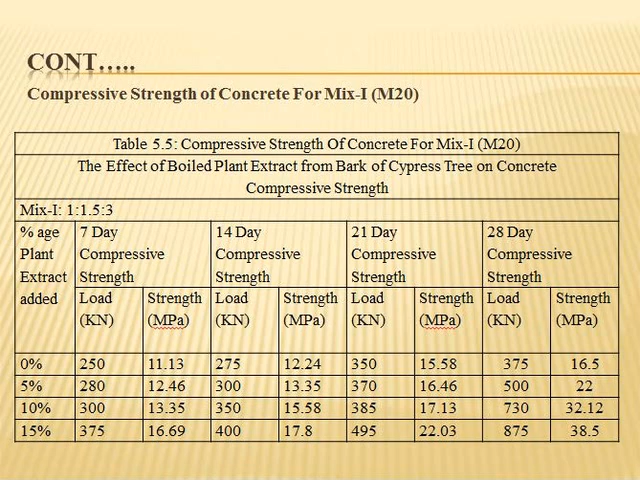 CONT…..
Compressive Strength of Concrete For Mix-I (M20)
Table 5.5: Compressive Strength Of Concrete For Mix-I (M20)
The Effect of Boiled Plant Extract from Bark of Cypress Tree on Concrete
Compressive Strength
Mix-I: 1:1.5:3
% age Plant Extract added
7 Day Compressive Strength
14 Day Compressive Strength
21 Day Compressive Strength
28 Day Compressive Strength
Load (KN) Strength (MPa) Load (KN) Strength (MPa) Load (KN) Strength (MPa) Load (KN) Strength (MPa)
0% 250 11.13 275 12.24 350 15.58 375 16.5
5% 280 12.46 300 13.35 370 16.46 500 22
10% 300 13.35 350 15.58 385 17.13 730 32.12
15% 375 16.69 400 17.8 495 22.03 875 38.5